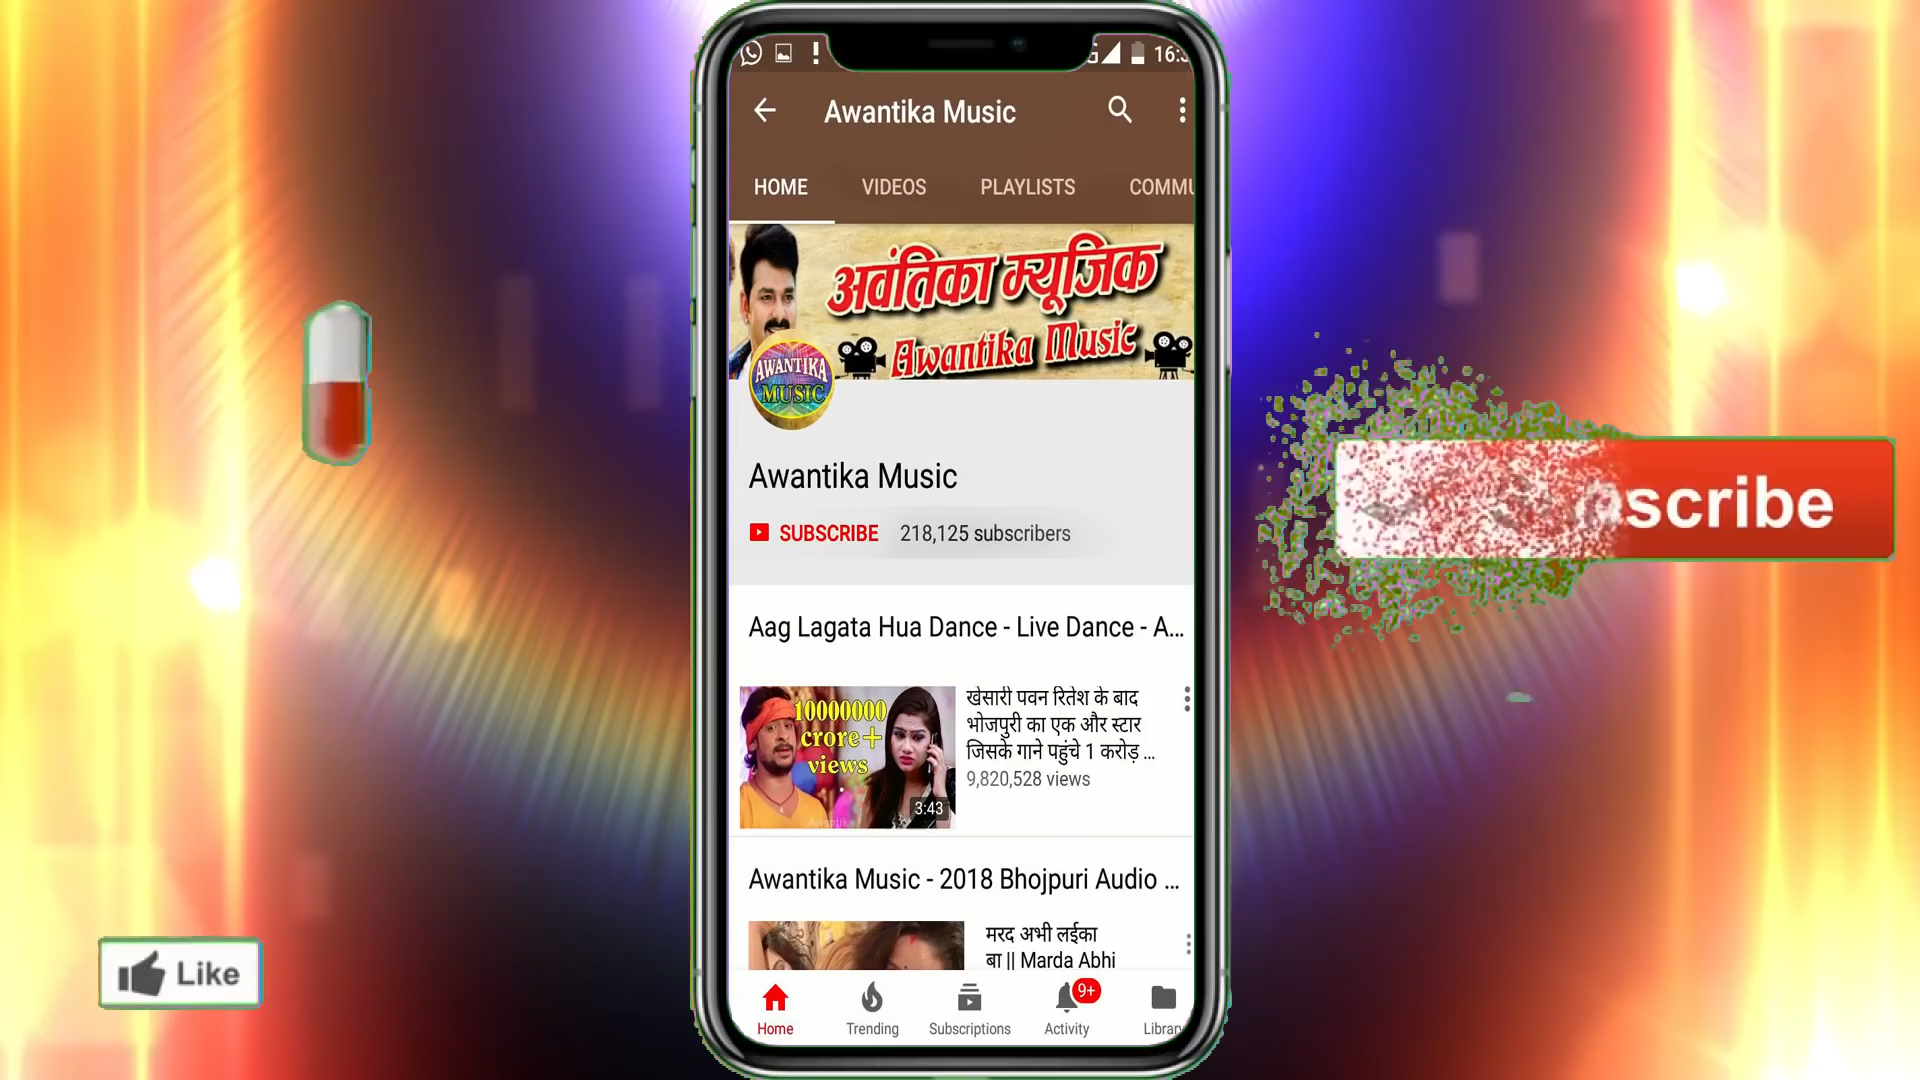 16:3
Awantika Music
HOME VIDEOS PLAYLISTS COMMU
अवंतिका म्यूजिक
Awantika Music
AWANTIKA
MUSIC
Awantika Music
SUBSCRIBE 218,125 subscribers
scribe
Aag Lagata Hua Dance - Live Dance - A...
10000000
crore+
views
3:43
खेसारी पवन रितेश के बाद
भोजपुरी का एक और स्टार
जिसके गाने पहुंचे 1 करोड़ ...
9,820,528 views
Awantika Music - 2018 Bhojpuri Audio ...
मरद अभी लईका
बा || Marda Abhi
Like
9+
Home Trending Subscriptions Activity Library